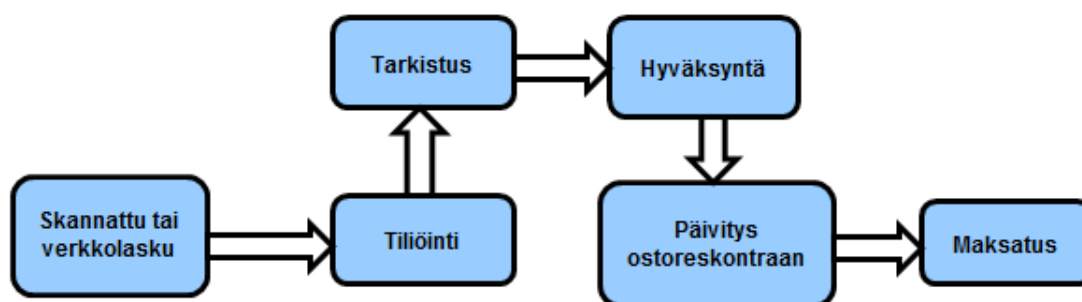 Skannattu tai
verkkolasku
Tiliöinti
Tarkistus
Hyväksyntä
Päivitys
ostoreskontraan
Maksatus